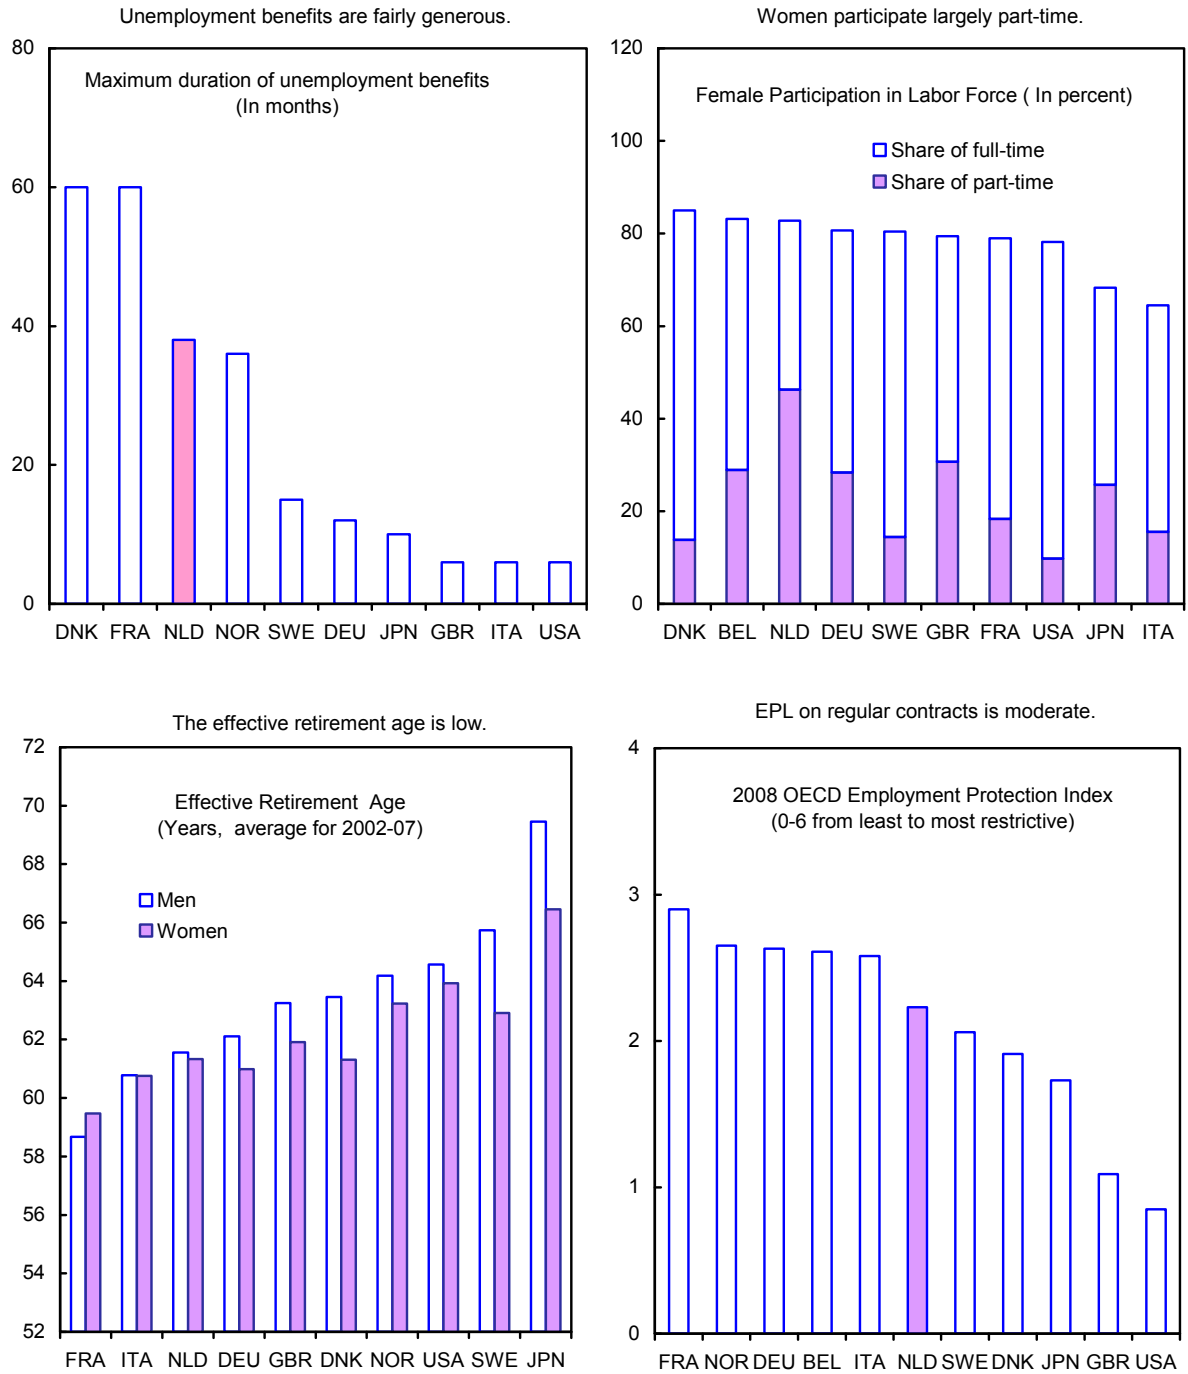 Unemployment benefits are fairly generous.
80
Maximum duration of unemployment benefits
(In months)
60
40
20
0
DNK FRA NLD NOR SWE DEU JPN GBR ITA USA
Women participate largely part-time.
120
Female Participation in Labor Force ( In percent)
100
Share of full-time
Share of part-time
80
60
40
20
0
DNK BEL NLD DEU SWE GBR FRA USA JPN ITA
The effective retirement age is low.
72
Effective Retirement Age
(Years, average for 2002-07)
70
68
Men
Women
66
64
62
60
58
56
54
52
FRA ITA NLD DEU GBR DNK NOR USA SWE JPN
EPL on regular contracts is moderate.
4
2008 OECD Employment Protection Index
(0-6 from least to most restrictive)
3
2
1
0
FRA NOR DEU BEL ITA NLD SWE DNK JPN GBR USA